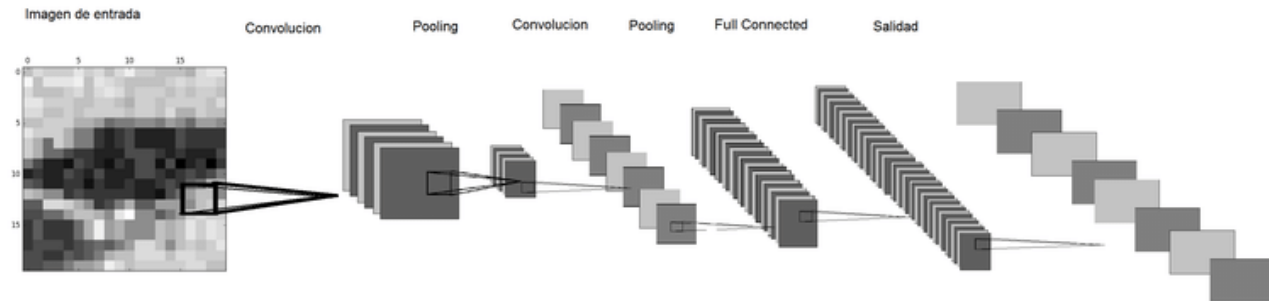 Imagen de entrada
Convolucion
Pooling
Convolucion
Pooling
Full Connected
Salidad
0 5 10 15
0
5
10
15